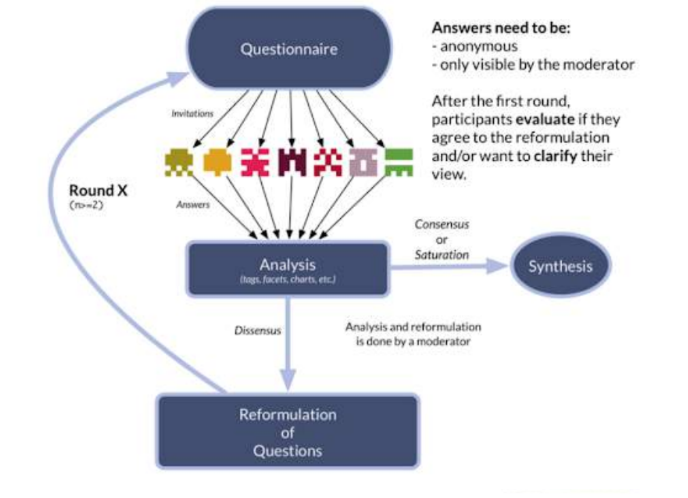 Questionnaire
Answers need to be:
- anonymous
- only visible by the moderator
After the first round,
participants evaluate if they
agree to the reformulation
and/or want to clarify their
view.
Invitations
Round X
(n>=2)
Answers
Analysis
(tags, facets, charts, etc.)
Consensus
or
Saturation
Synthesis
Dissensus
Analysis and reformulation
is done by a moderator
Reformulation
of
Questions